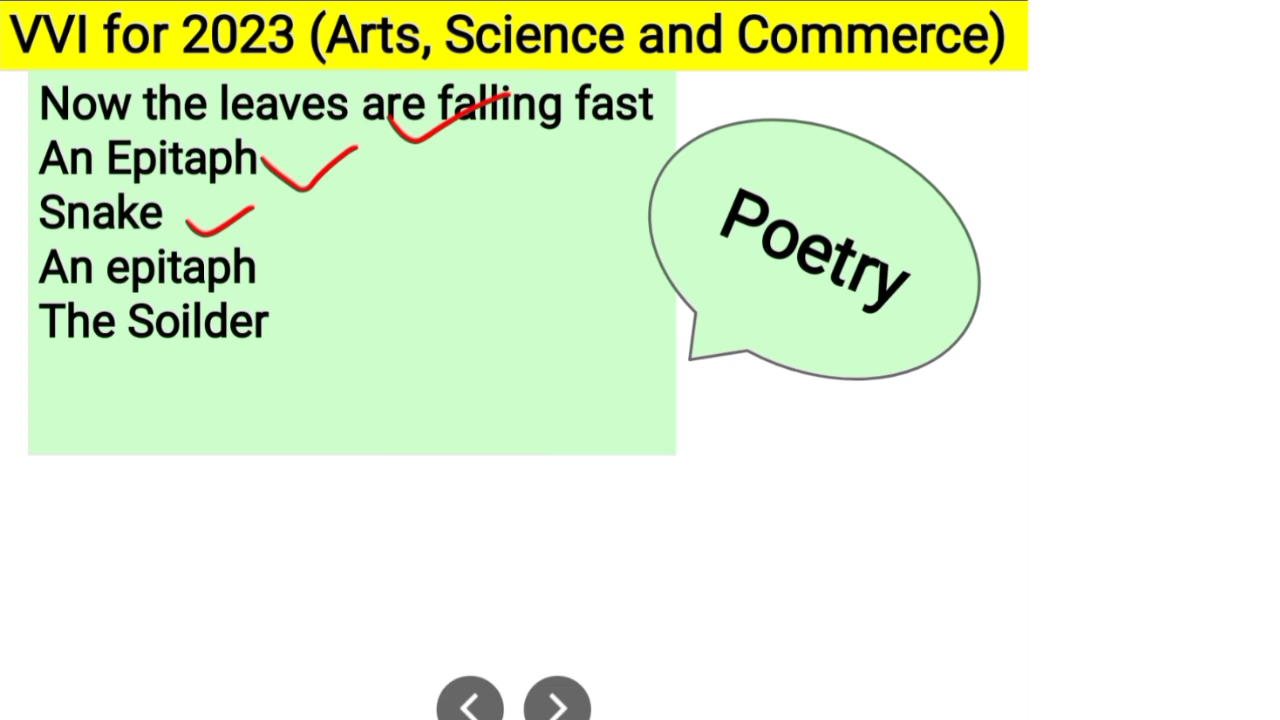 VVI for 2023 (Arts, Science and Commerce)
Now the leaves are falling fast
An Epitaph
Snake
An epitaph
The Soilder
Poetry